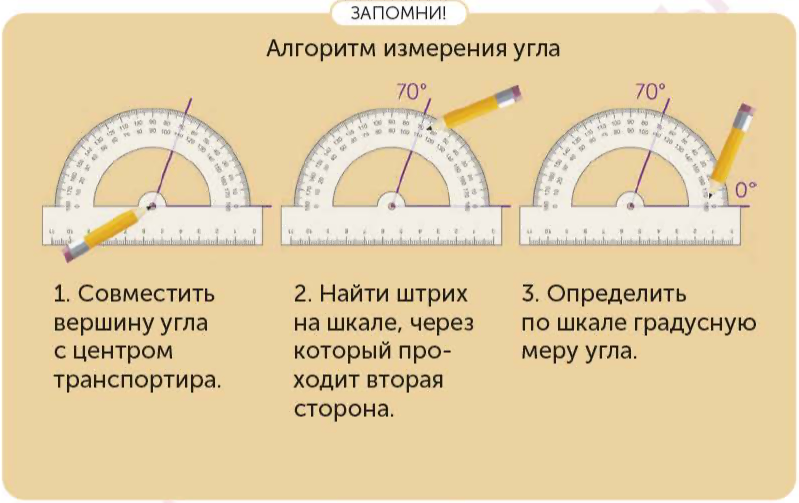 ЗАПОМНИ!
Алгоритм измерения угла
70°
70°
0°
1. Совместить
вершину угла
с центром
транспортира.
2. Найти штрих
на шкале, через
который про-
ходит вторая
сторона.
3. Определить
по шкале градусную
меру угла.